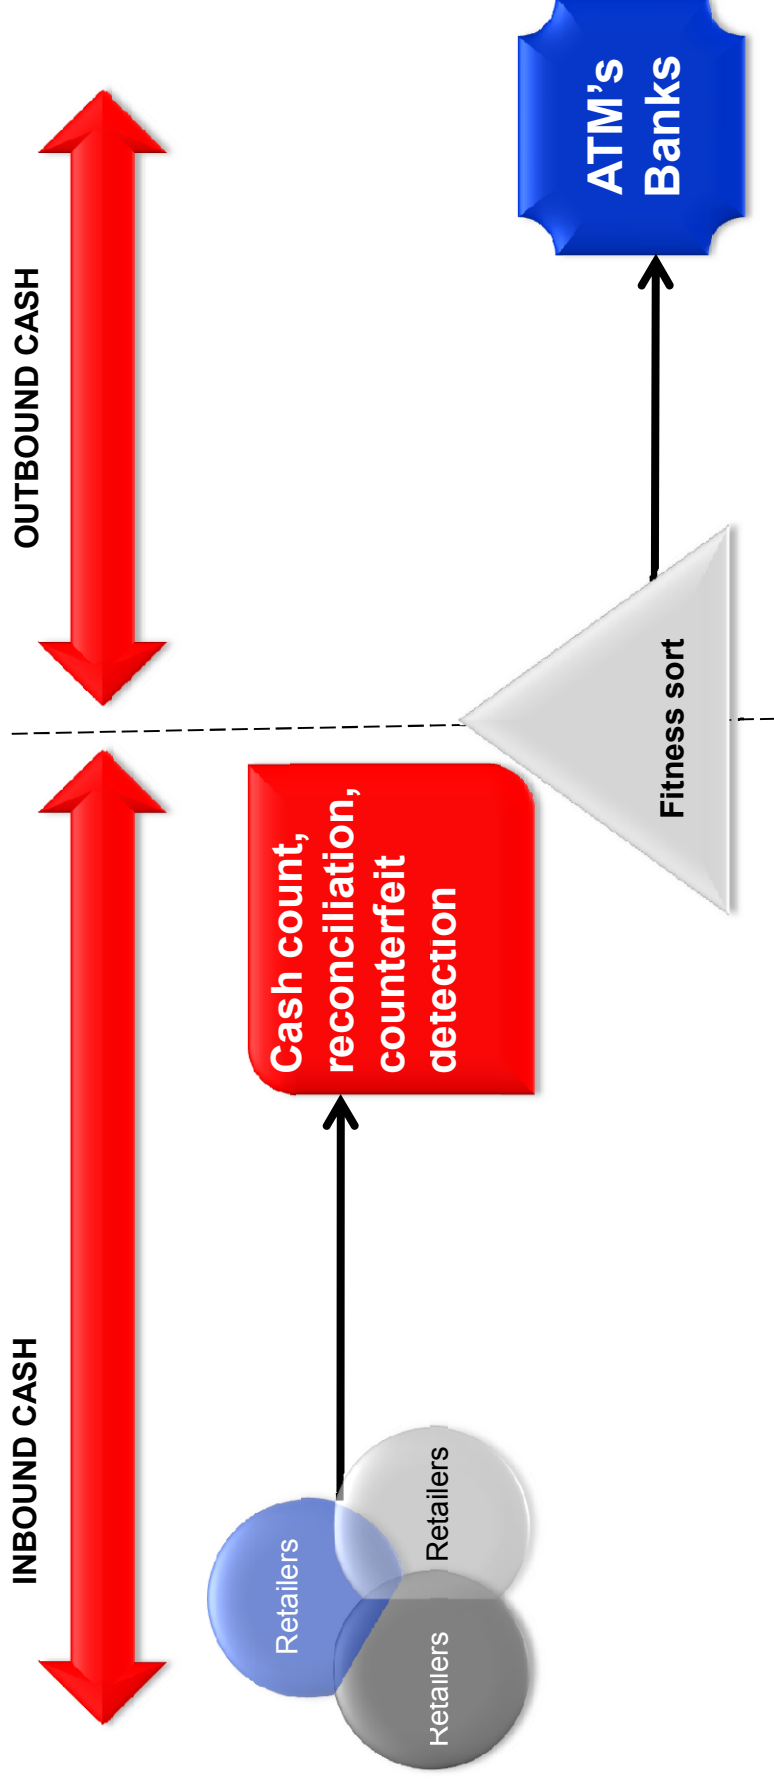 INBOUND CASH
OUTBOUND CASH
Retailers
Retailers
Retailers
Cash count,
reconciliation,
counterfeit
detection
Fitness sort
ATM's
Banks